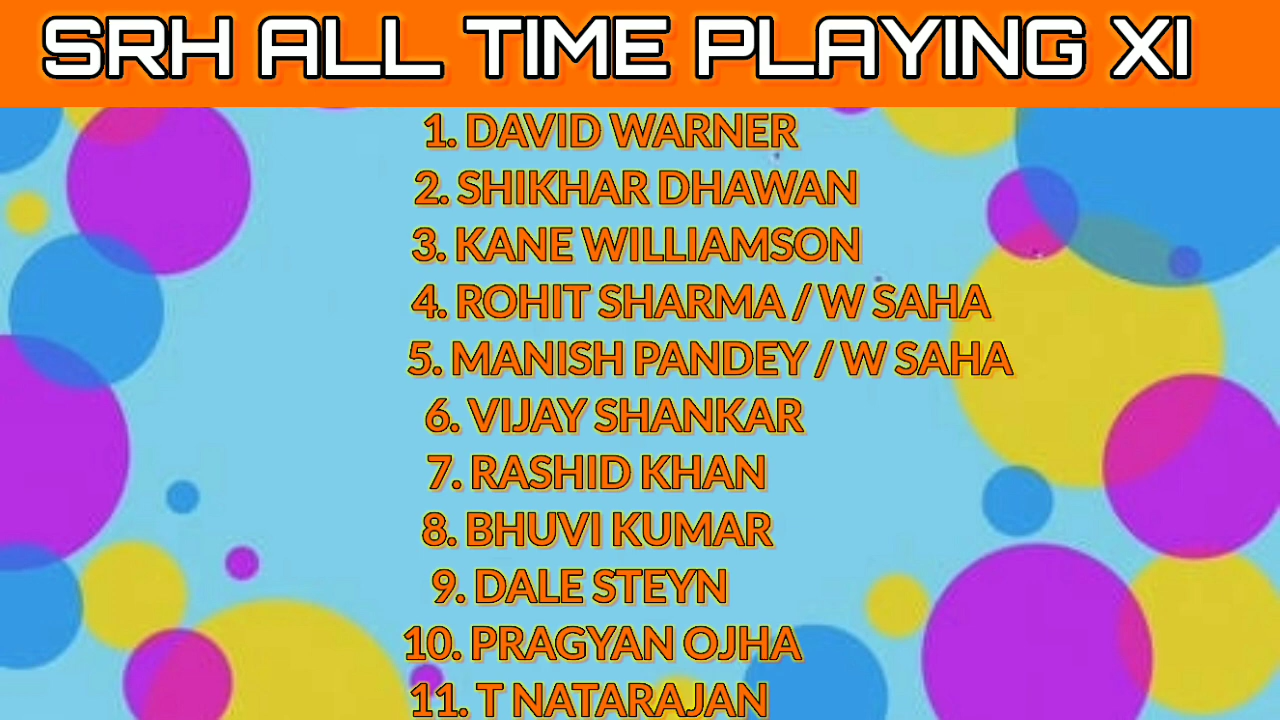 SRH ALL TIME PLAYING XI
1. DAVID WARNER
2. SHIKHAR DHAWAN
3. KANE WILLIAMSON
4. ROHIT SHARMA / W SAHA
5. MANISH PANDEY / W SAHA
6. VIJAY SHANKAR
7. RASHID KHAN
8. BHUVI KUMAR
9. DALE STEYN
10. PRAGYAN OJHA
11. T NATARAJAN